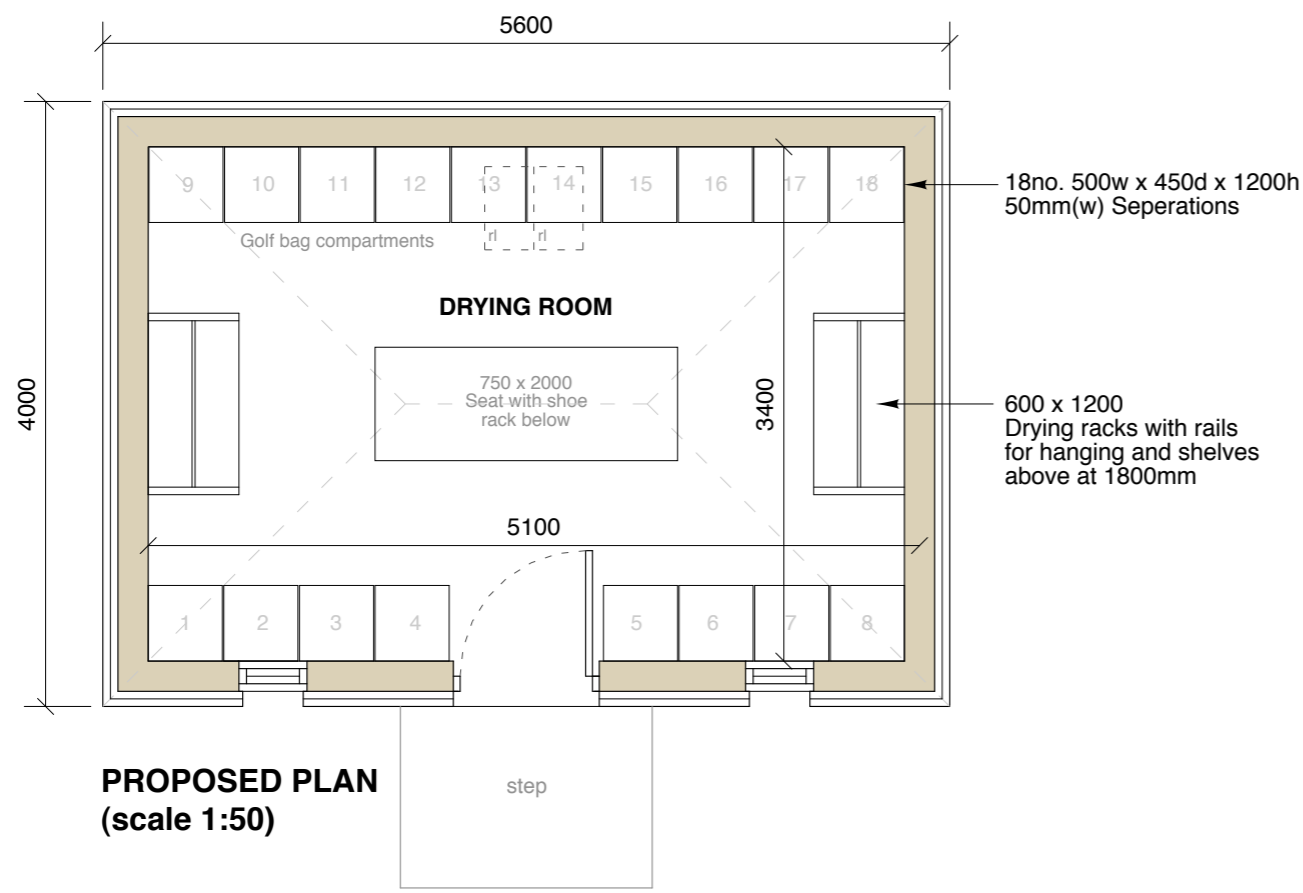 5600
9 10 11 12 13 14 15 16 17 18
18no. 500w x 450d x 1200h
50mm(w) Seperations
Golf bag compartments
rl rl
DRYING ROOM
4000
750 x 2000
Seat with shoe
rack below
3400
600 x 1200
Drying racks with rails
for hanging and shelves
above at 1800mm
5100
1 2 3 4 5 6 7 8
PROPOSED PLAN
(scale 1:50)
step